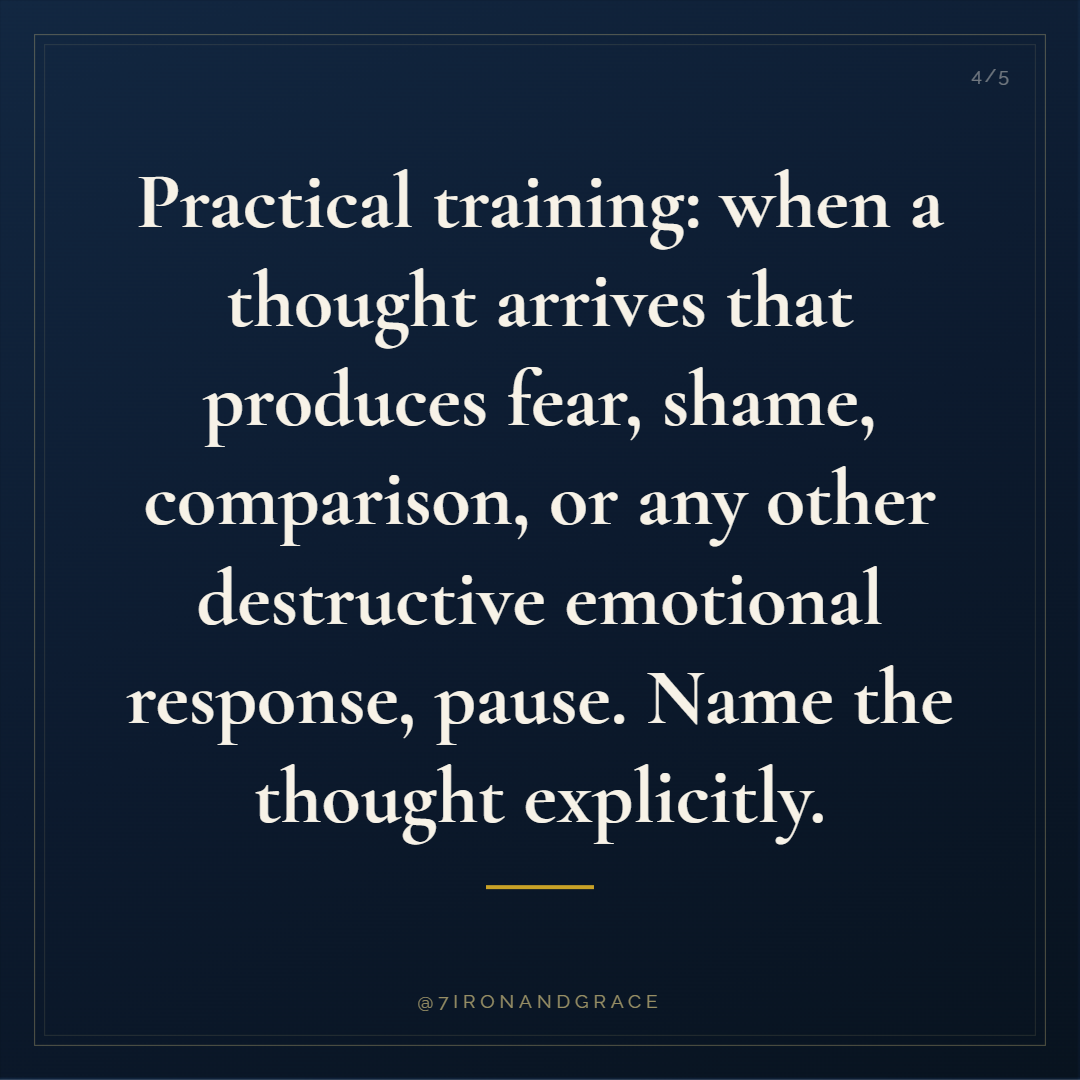 4/5
Practical training: when a
thought arrives that
produces fear, shame,
comparison, or any other
destructive emotional
response, pause. Name the
thought explicitly.
@7IRONANDGRACE